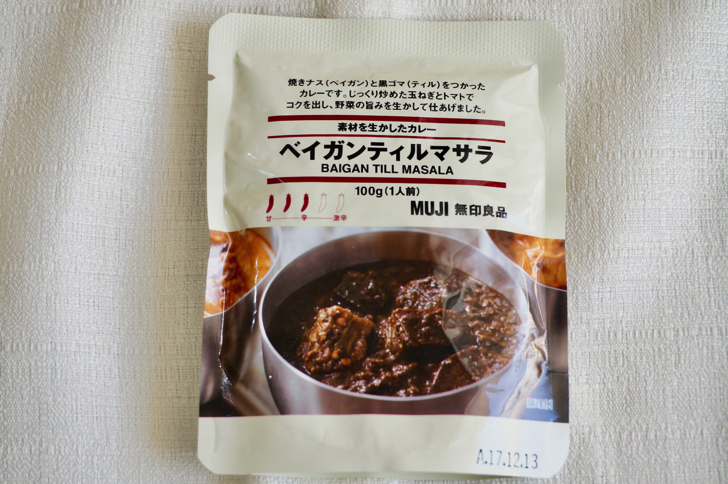 焼きナス(ベイガン)と黒ゴマ(ティル)をつかった
カレーです。じっくり炒めた玉ねぎとトマトで
コクを出し、野菜の旨みを生かして仕あげました。
素材を生かしたカレー
ベイガンティルマサラ
BAIGAN TILL MASALA
100g(1人前)
甘 辛 激辛
MUJI 無印良品
A.17.12.13